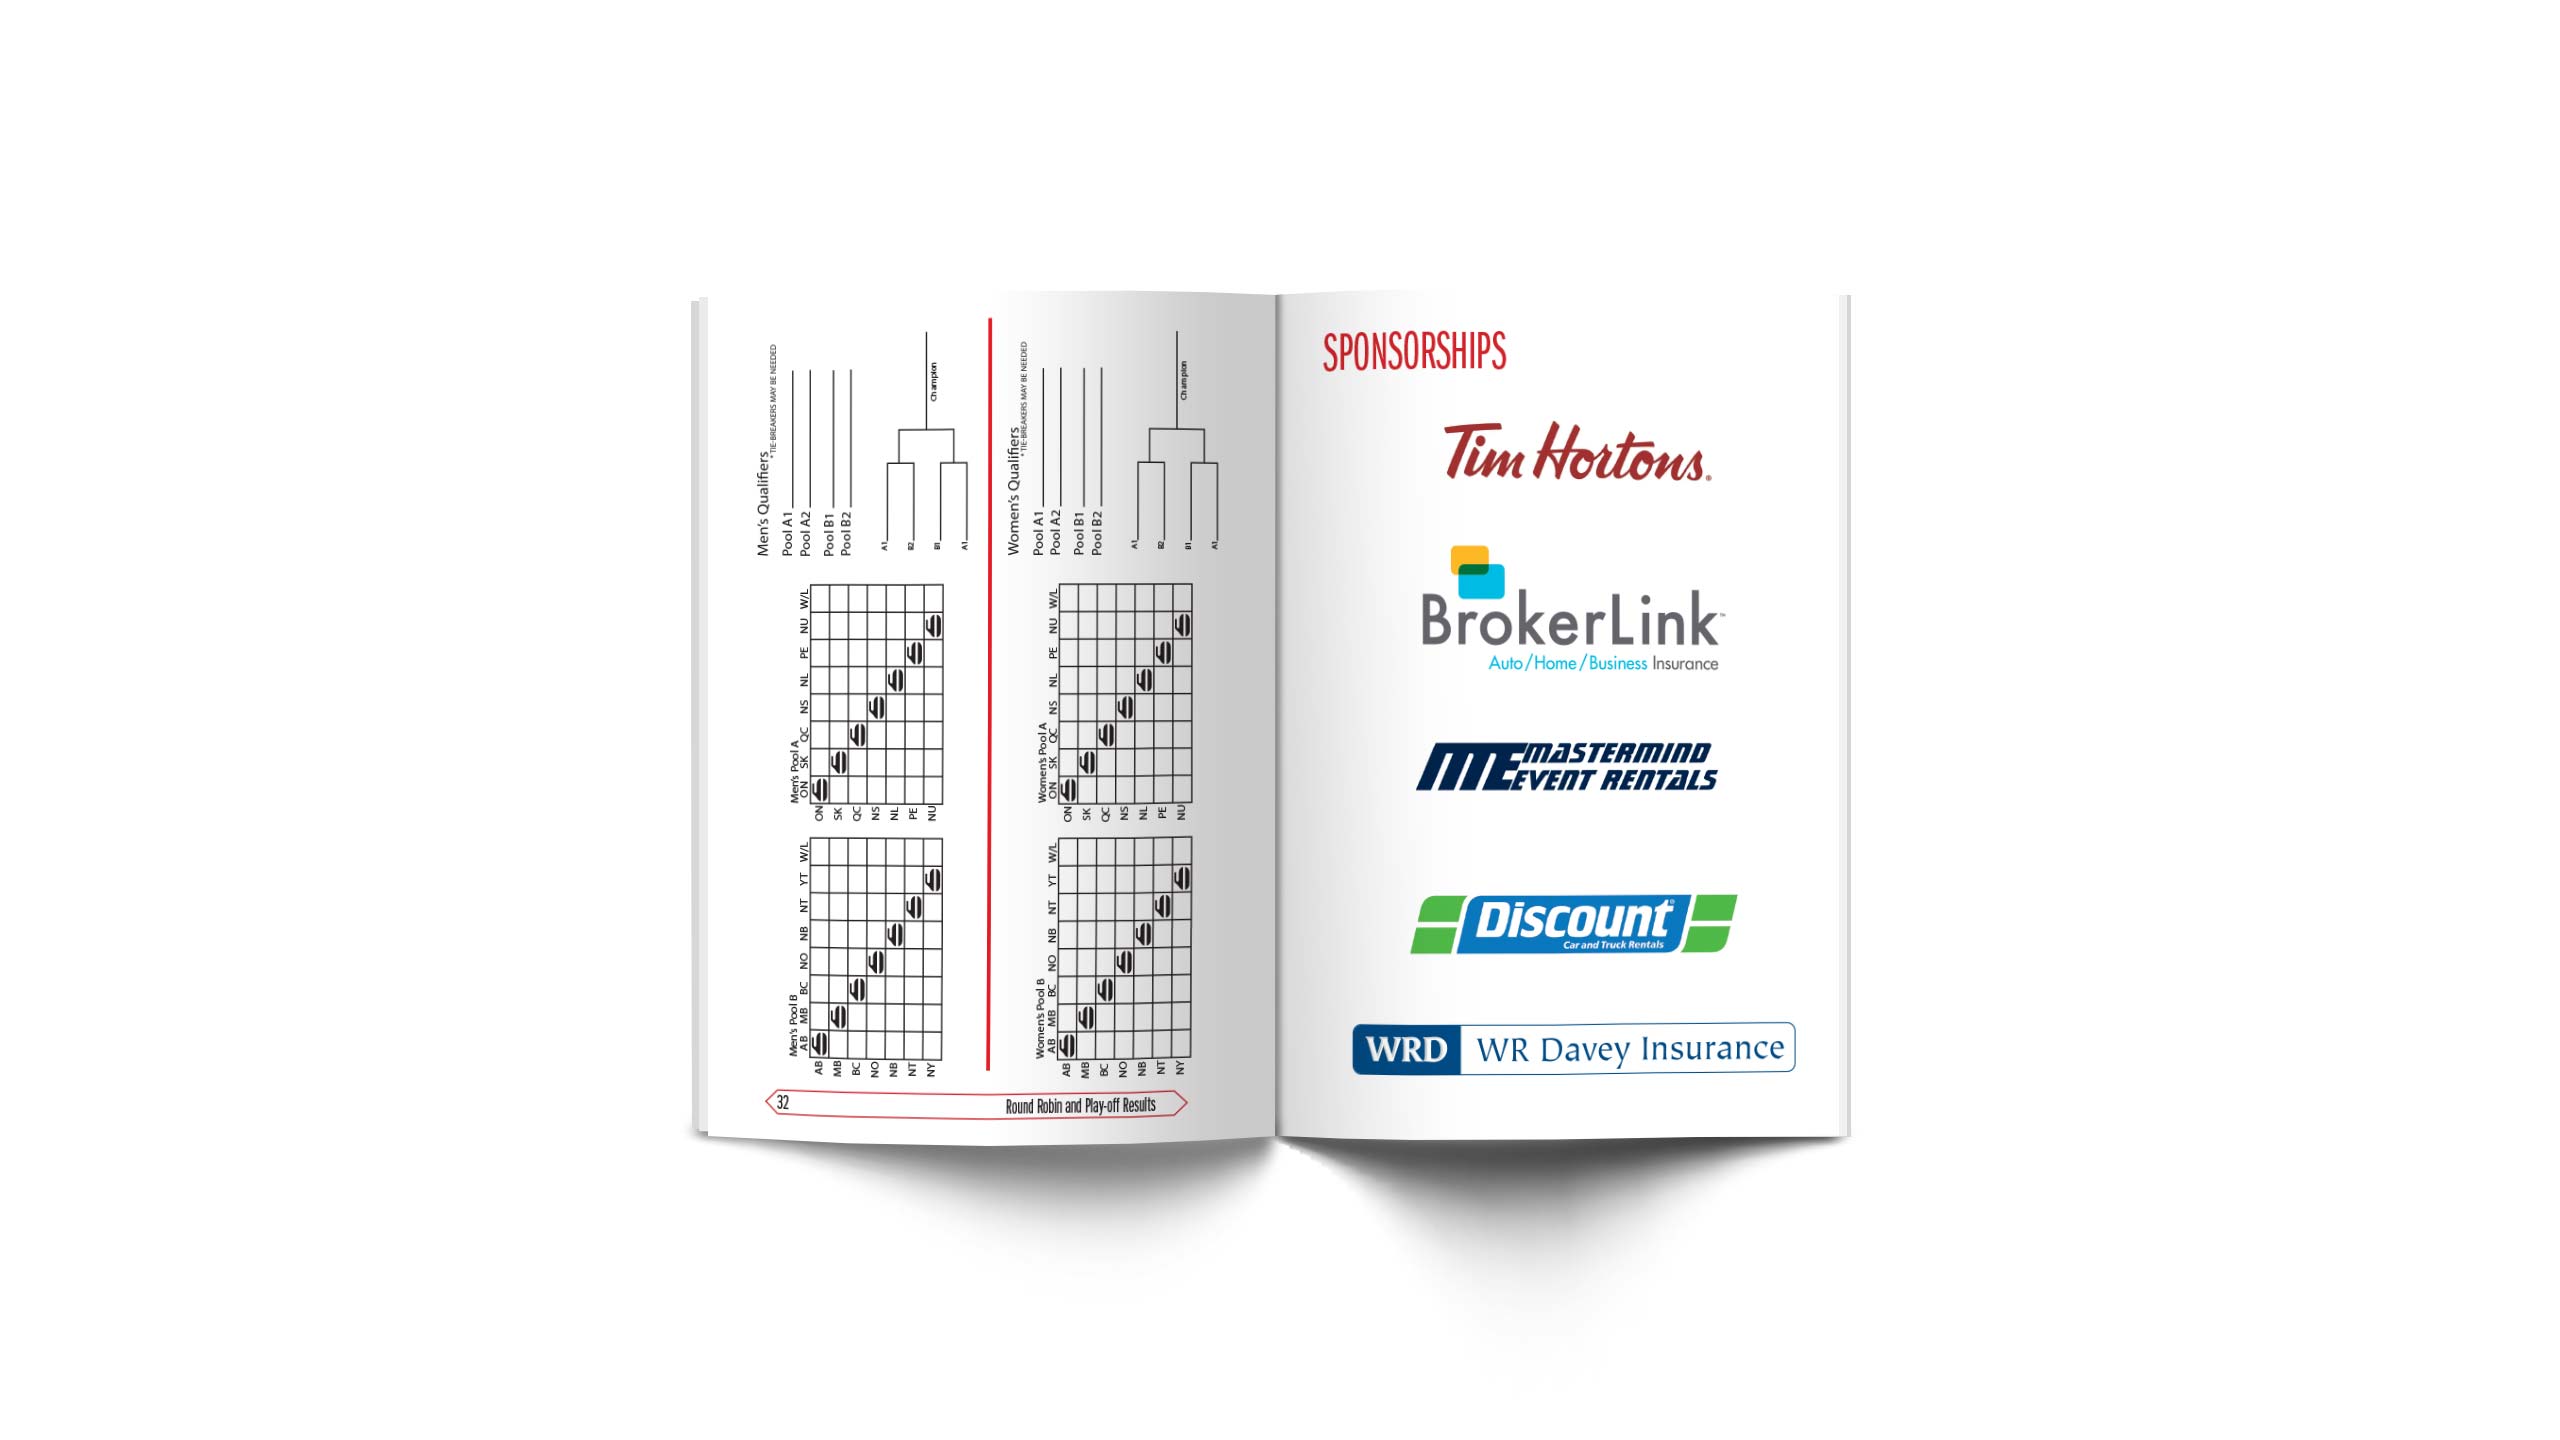 Men's Qualifiers
* TIE-BREAKERS MAY BE NEEDED
Pool A1
Pool A2
Pool B1
Pool B2
A1
B2
B1
A1
Champion
Men's Pool A
ON SK QC NS NL PE NU W/L
ON
SK
QC
NS
NL
PE
NU
Men's Pool B
AB MB BC NO NB NT YT W/L
AB
MB
BC
NO
NB
NT
NY
Women's Qualifiers
* TIE-BREAKERS MAY BE NEEDED
Pool A1
Pool A2
Pool B1
Pool B2
A1
B2
B1
A1
Champion
Women's Pool A
ON SK QC NS NL PE NU W/L
ON
SK
QC
NS
NL
PE
NU
Women's Pool B
AB MB BC NO NB NT YT W/L
AB
MB
BC
NO
NB
NT
NY
32 Round Robin and Play-off Results
SPONSORSHIPS
Tim Hortons®
BrokerLink™
Auto/Home/Business Insurance
ME MASTERMIND
EVENT RENTALS
Discount®
Car and Truck Rentals
WRD WR Davey Insurance